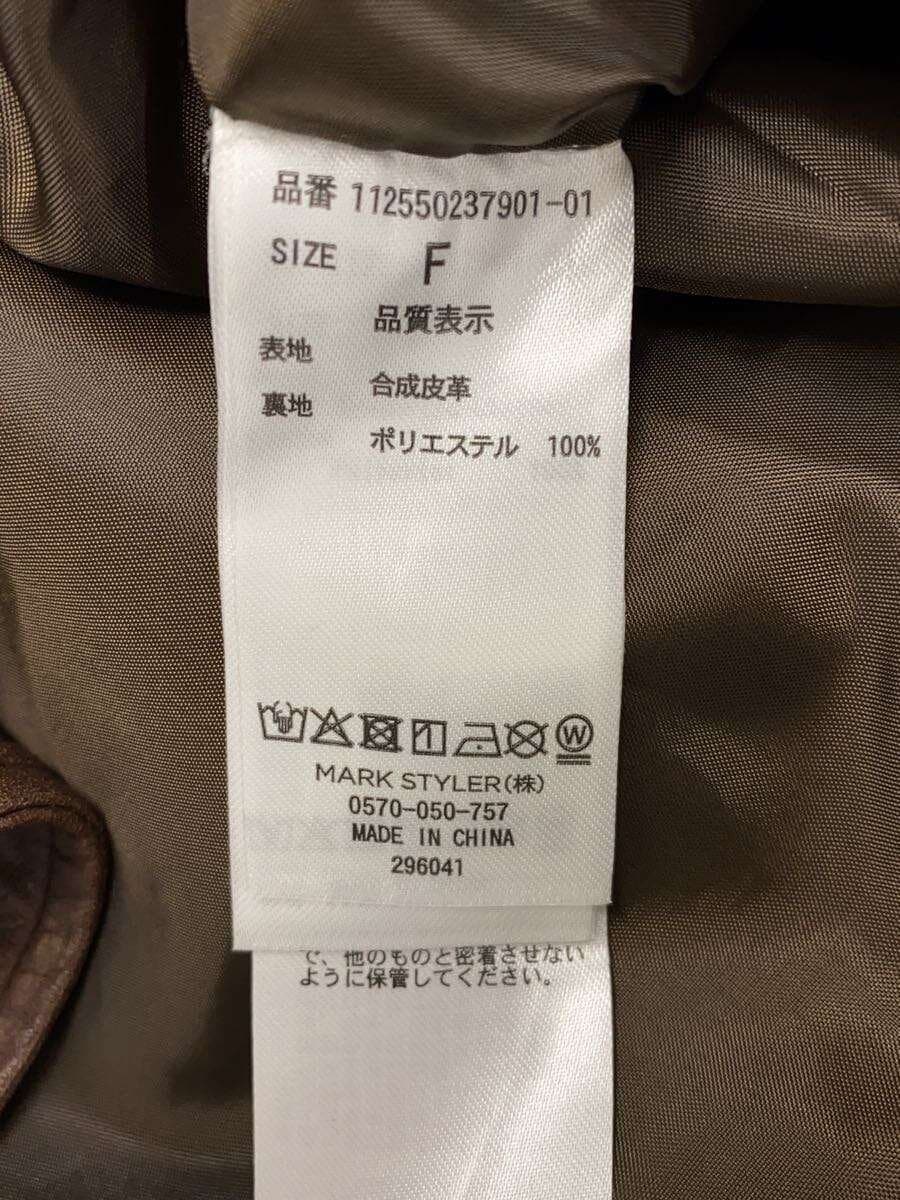 品番 112550237901-01
SIZE F
品質表示
表地
合成皮革
裏地
ポリエステル 100%
W
MARK STYLER(株)
0570-050-757
MADE IN CHINA
296041
で、他のものと密着させない
ように保管してください。